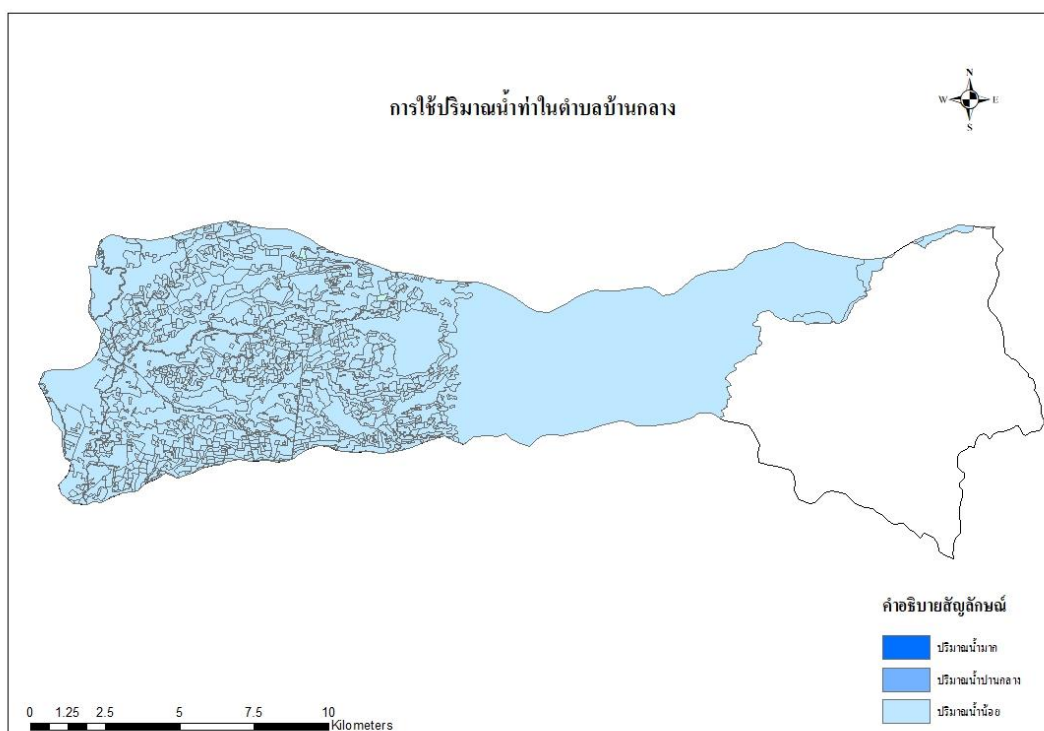 การใช้ปริมาณน้ำท่าในตำบลบ้านกลาง
N
W E
S
คำอธิบายสัญลักษณ์
ปริมาณน้ำมาก
ปริมาณน้ำปานกลาง
ปริมาณน้ำน้อย
0 1.25 2.5 5 7.5 10
Kilometers